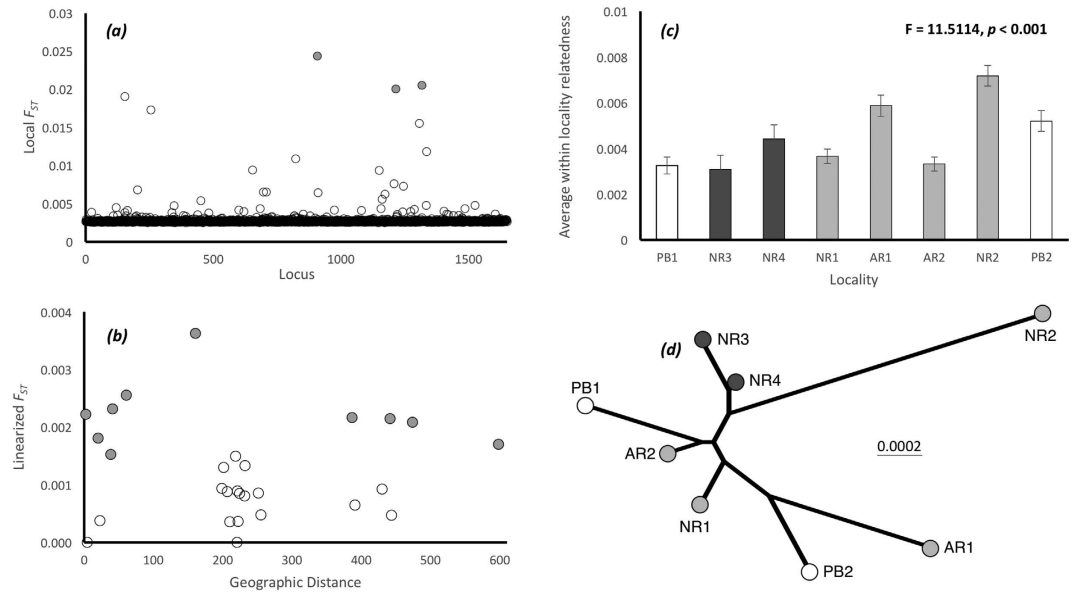 (a)
Local F_ST
0.03
0.025
0.02
0.015
0.01
0.005
0
0 500 1000 1500
Locus
(b)
Linearized F_ST
0.004
0.003
0.002
0.001
0.000
0 100 200 300 400 500 600
Geographic Distance
(c)
F = 11.5114, p < 0.001
Average within locality relatedness
0.01
0.008
0.006
0.004
0.002
0
PB1 NR3 NR4 NR1 AR1 AR2 NR2 PB2
Locality
(d)
NR3
NR2
NR4
PB1
AR2
0.0002
NR1
AR1
PB2